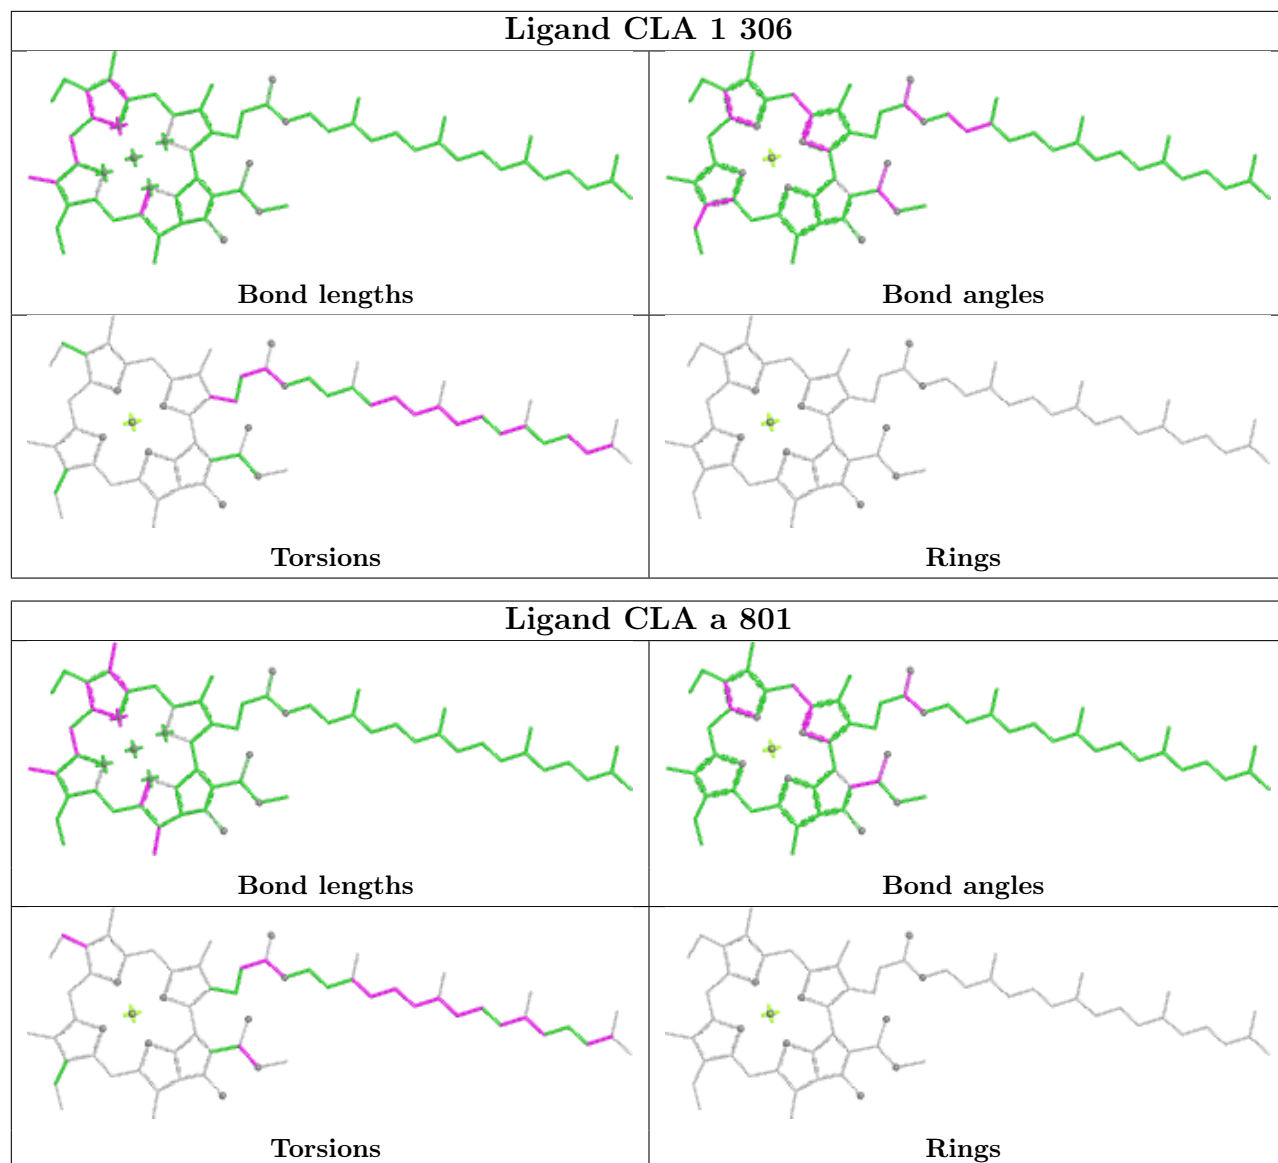 Ligand CLA 1 306
Bond lengths
Bond angles
Torsions
Rings
Ligand CLA a 801
Bond lengths
Bond angles
Torsions
Rings